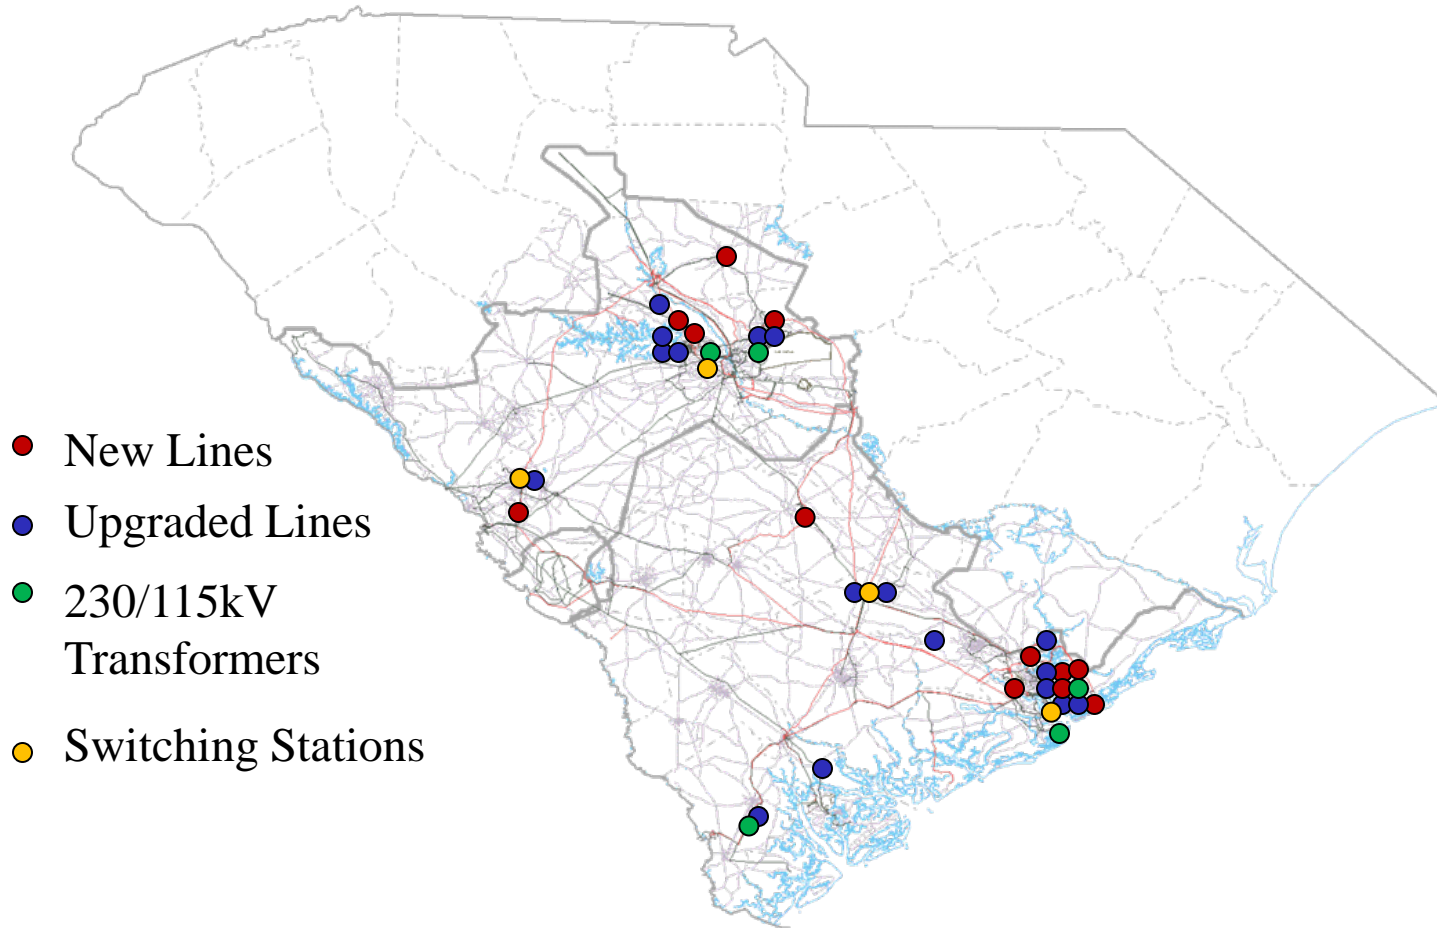 New Lines
Upgraded Lines
230/115kV
Transformers
Switching Stations